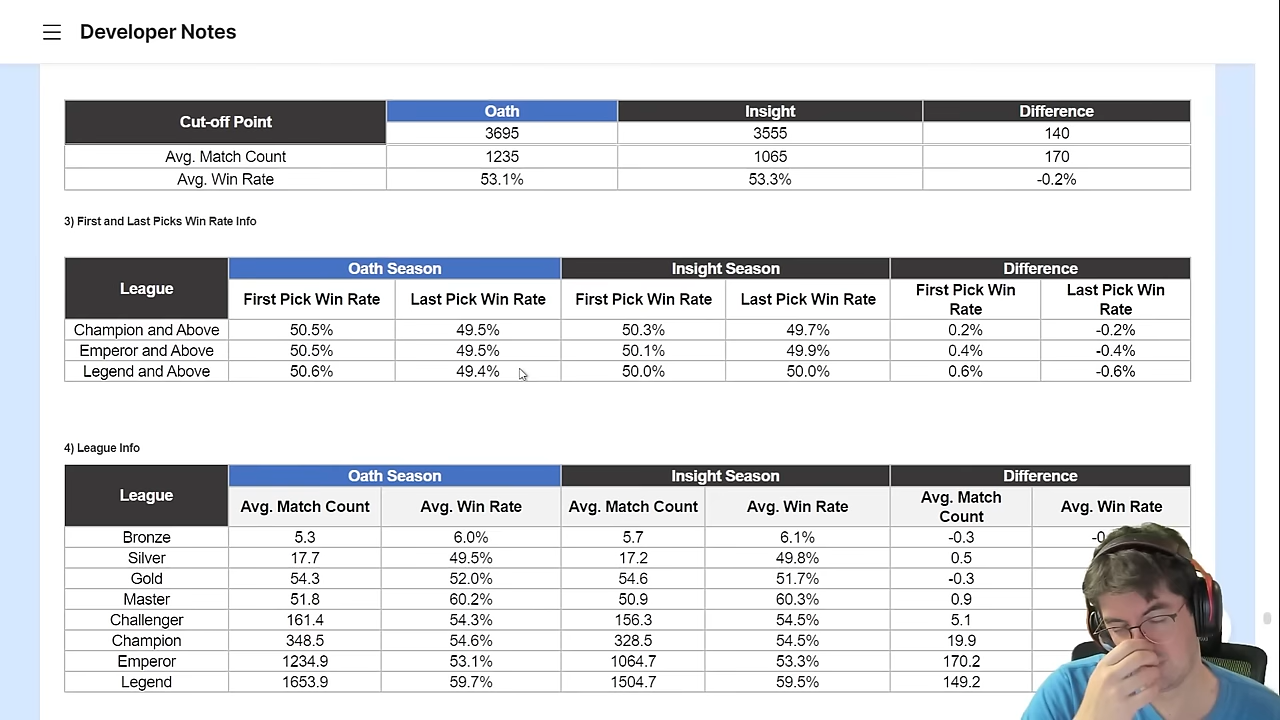 Developer Notes
Cut-off Point Oath Insight Difference
3695 3555 140
Avg. Match Count 1235 1065 170
Avg. Win Rate 53.1% 53.3% -0.2%
3) First and Last Picks Win Rate Info
League Oath Season Insight Season Difference
First Pick Win Rate Last Pick Win Rate First Pick Win Rate Last Pick Win Rate First Pick Win Rate Last Pick Win Rate
Champion and Above 50.5% 49.5% 50.3% 49.7% 0.2% -0.2%
Emperor and Above 50.5% 49.5% 50.1% 49.9% 0.4% -0.4%
Legend and Above 50.6% 49.4% 50.0% 50.0% 0.6% -0.6%
4) League Info
League Oath Season Insight Season Difference
Avg. Match Count Avg. Win Rate Avg. Match Count Avg. Win Rate Avg. Match Count Avg. Win Rate
Bronze 5.3 6.0% 5.7 6.1% -0.3
Silver 17.7 49.5% 17.2 49.8% 0.5
Gold 54.3 52.0% 54.6 51.7% -0.3
Master 51.8 60.2% 50.9 60.3% 0.9
Challenger 161.4 54.3% 156.3 54.5% 5.1
Champion 348.5 54.6% 328.5 54.5% 19.9
Emperor 1234.9 53.1% 1064.7 53.3% 170.2
Legend 1653.9 59.7% 1504.7 59.5% 149.2